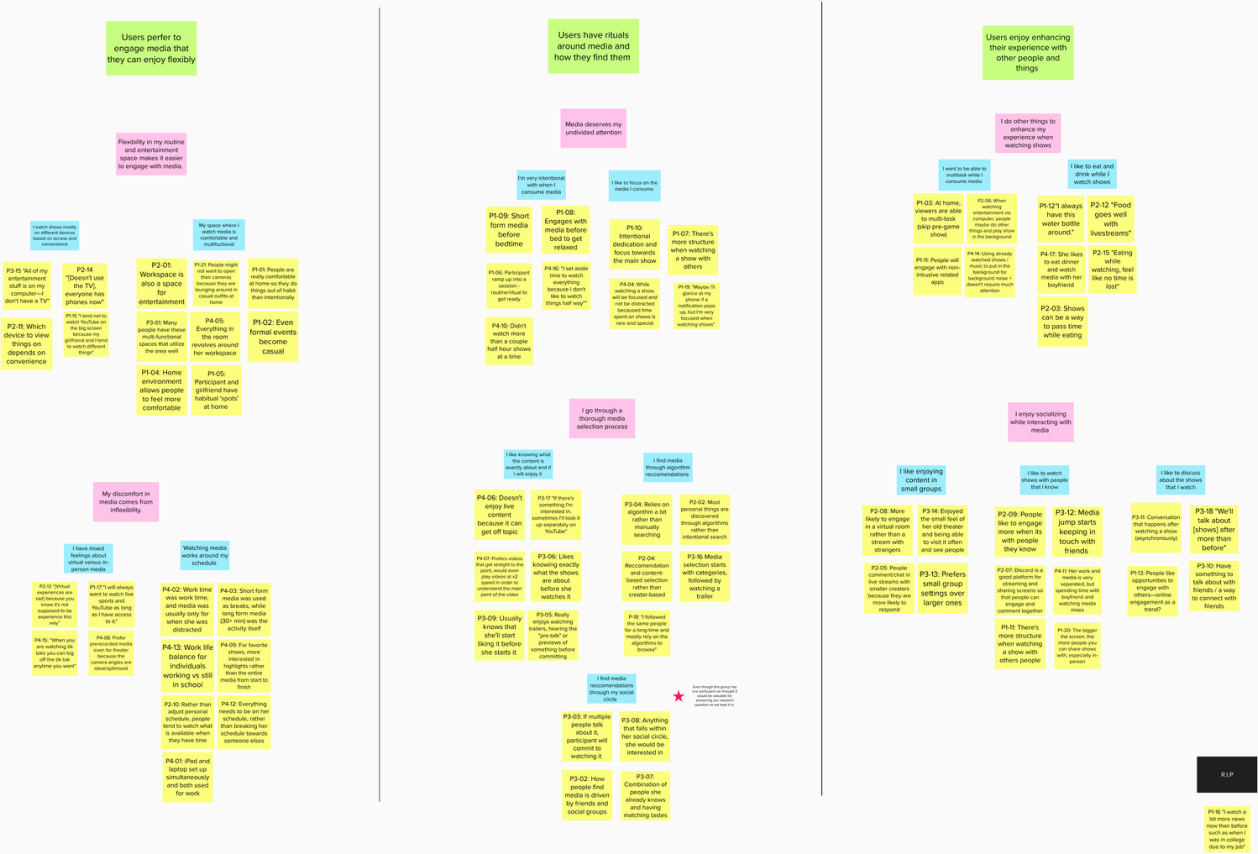 Users perfer to
engage media that
they can enjoy flexibly
Flexibility in my routine
and entertainment
space makes it easier
to engage with media.
I watch shows mostly
on different devices
based on access and
convenience
P3-15 "All of my
entertainment
stuff is on my
computer—I
don't have a TV"
P2-14
"[Doesn't use
the TV],
everyone has
phones now"
P2-11: Which
device to view
things on
depends on
convenience
P1-15 "I tend not to
watch YouTube on
the big screen
because my
girlfriend and I tend
to watch different
things"
My space where I
watch media is
comfortable and
multifuctional
P2-01:
Workspace is
also a space
for
entertainment
P1-21: People might
not want to open
their cameras
because they are
lounging around in
casual outfits at
home
P1-01: People are
really comfortable
at home so they do
things out of habit
than intentionally
P3-01: Many
people have these
multi-functional
spaces that utilize
the area well
P4-05:
Everything in
the room
revolves around
her workspace
P1-02: Even
formal events
become
casual
P1-04: Home
environment
allows people
to feel more
comfortable
P1-05:
Participant and
girlfriend have
habitual 'spots'
at home
My discomfort in
media comes from
inflexibility.
I have mixed
feelings about
virtual versus in-
person media
P2-13 "[Virtual
experiences are
sad] because you
know it's not
supposed to be
experience this
way"
P1-17:"I will always
want to watch live
sports and
YouTube as long
as I have access
to it."
P4-15: "When you
are watching tik
toks you can log
off the tik tok
anytime you want"
P4-08: Prefer
pre-recorded media
even for theater
because the
camera angles are
ideal/optimized
Watching media
works around my
schedule
P4-02: Work time
was work time,
and media was
usually only for
when she was
distracted
P4-03: Short form
media was used
as breaks, while
long form media
(30+ min) was the
activity itself
P4-13: Work life
balance for
individuals
working vs still
in school
P4-09: For favorite
shows, more
interested in
highlights rather
than the entire
media from start to
finish
P2-10: Rather than
adjust personal
schedule, people
tend to watch what
is available when
they have time
P4-12: Everything
needs to be on her
schedule, rather
than breaking her
schedule towards
someone elses
P4-01: iPad and
laptop set up
simultaneously
and both used
for work
Users have rituals
around media and
how they find them
Media deserves my
undivided attention
I'm very intentional
with when I
consume media
P1-09: Short
form media
before
bedtime
P1-08:
Engages with
media before
bed to get
relaxed
P1-06: Participant
ramp up into a
session -
routine/ritual to
get ready
P4-16: "I set aside
time to watch
everything
because I don't
like to watch
things half way"
P4-10: Didn't
watch more
than a couple
half hour shows
at a time
I like to focus on the
media I consume
P1-10:
Intentional
dedication and
focus towards
the main show
P1-07: There's
more structure
when watching
a show with
others
P4-04: While
watching a show,
will be focused and
not be distracted,
becaused time
spent on shows is
rare and special
P1-19: "Maybe I'll
glance at my
phone if a
notification pops
up, but I'm very
focused when
watching shows"
I go through a
thorough media
selection process
I like knowing what
the content is
exactly about and if
I will enjoy it
P4-06: Doesn't
enjoy live
content
because it can
get off topic
P3-17 "If there's
something I'm
interested in,
sometimes I'll look
it up separately on
YouTube"
P4-07: Prefers videos
that get straight to the
point, would even
play videos at x2
speed in order to
understand the main
point of the video
P3-06: Likes
knowing exactly
what the shows
are about
before she
watched it
P3-09: Usually
knows that
she'll start
liking it before
she starts it
P3-05: Really
enjoys watching
trailers, hearing the
"pre-talk" or
previews of
something before
committing
I find media
through algorithm
reccomendations
P3-04: Relies on
algorithm a bit
rather than
manually
searching
P2-02: Most
personal things are
discovered
through algorithms
rather than
intentional search
P2-04:
Reccomendation
and content-
based selection
rather than
creator-based
P3-16 Media
selection starts
with categories,
followed by
watching a
trailer
P-18: "I followed
the same people
for a long time and
mostly rely on the
algorithms to
browse"
I find media
reccomendations
through my social
circle
Even though this group has
one participant we thought it
would be valuable for
answering our research
question so we kept it in
P3-03: If multiple
people talk
about it,
participant will
commit to
watching it
P3-08: Anything
that falls within
her social circle,
she would be
interested in
P3-02: How
people find
media is driven
by friends and
social groups
P3-07:
Combination of
people she
already knows
and having
matching tastes
Users enjoy enhancing
their experience with
other people and
things
I do other things to
enhance my
experience when
watching shows
I want to be able to
multitask while I
consume media
P1-03: At home,
viewers are able
to multi-task
(skip pre-game
show)
P2-06: When
watching
entertainment via
computer, people
maybe do other
things and play show
in the background
P1-11: People will
engage with non-
intrusive related
apps
P4-14: Using already
watched shows /
music to put in the
background for
background noise =
doesn't require much
attention
I like to eat and
drink while I
watch shows
P1-12"I always
have this
water bottle
around."
P2-12 "Food
goes well
with
livestreams"
P4-17: She likes
to eat dinner
and watch
media with her
boyfriend
P2-15 "Eating
while
watching, feel
like no time is
lost"
P2-03: Shows
can be a way
to pass time
while eating
I enjoy socializing
while interacting with
media
I like enjoying
content in
small groups
P2-08: More
likely to engage
in a virtual room
rather than a
stream with
strangers
P3-14: Enjoyed
the small feel of
her old theater
and being able
to visit it often
and see people
P2-05: People
comment/chat in
live streams with
smaller creators
because they are
more likely to
respond
P3-13: Prefers
small group
settings over
larger ones
I like to watch
shows with people
that I know
P2-09: People
like to engage
more when its
with people
they know
P3-12: Media
jump starts
keeping in
touch with
friends
P2-07: Discord is a
good platform for
streaming and
sharing screens so
that people can
engage and
comment together
P4-11: Her work and
media is very
separated, but
spending time with
boyfriend and
watching media
mixes
P1-11: There's
more structure
when watching
a show with
others people
P1-20: The bigger
the screen, the
more people you
can share shows
with, especially in-
person
I like to discuss
about the shows
that I watch
P3-11: Conversation
that happens after
watching a show
(asynchronously)
P3-18 "We'll
talk about
[shows] after
more than
before"
P1-13: People like
opportunities to
engage with
others—online
engagement as a
trend?
P3-10: Have
something to
talk about with
friends / a way
to connect with
friends
R.I.P
P1-16 "I watch a
lot more news
now than before
such as when I
was in college
due to my job"